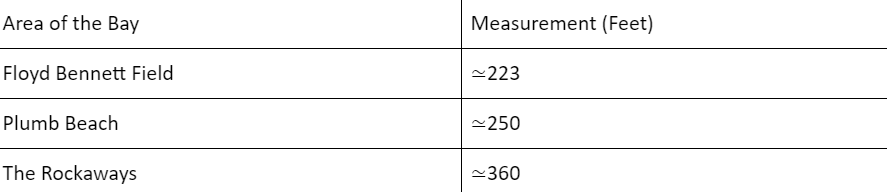 Area of the Bay Measurement (Feet)
Floyd Bennett Field ≃223
Plumb Beach ≃250
The Rockaways ≃360